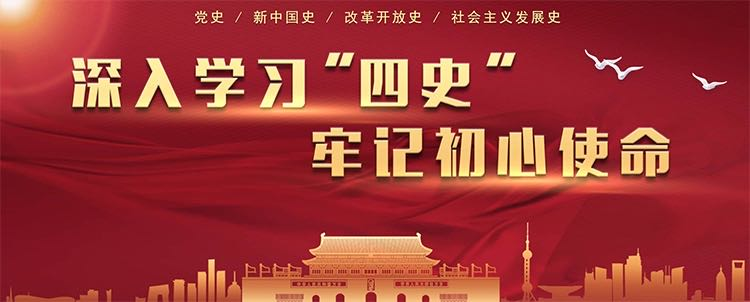 党史 / 新中国史 / 改革开放史 / 社会主义发展史
深入学习“四史”
牢记初心使命